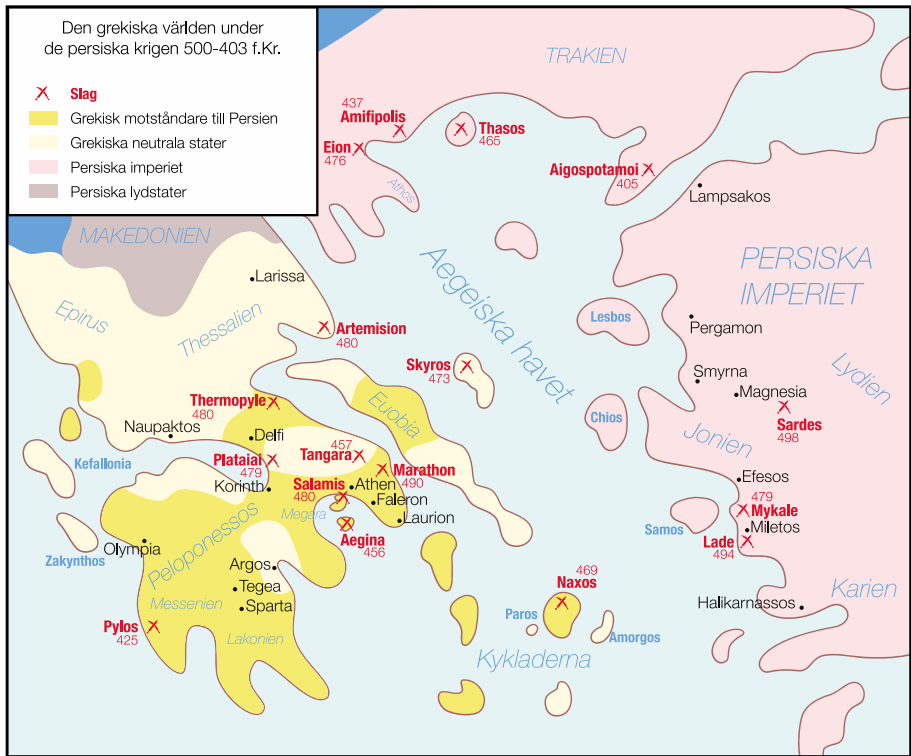 Den grekiska världen under
de persiska krigen 500-403 f.Kr.
Slag
Grekisk motståndare till Persien
Grekiska neutrala stater
Persiska imperiet
Persiska lydstater
TRAKIEN
437
Amifipolis
Thasos
465
Eion
476
Aigospotamoi
405
Athos
Lampsakos
MAKEDONIEN
Larissa
Aegeiska havet
PERSISKA
IMPERIET
Epirus
Thessalien
Artemision
480
Lesbos
Pergamon
Skyros
473
Smyrna
Magnesia
Lydien
Thermopyle
480
Euobia
Chios
Sardes
498
Naupaktos
Delfi
457
Tangara
Jonien
Kefallonia
Plataiai
479
Marathon
490
Korinth
Salamis
480
Athen
Faleron
Efesos
479
Mykale
Megara
Laurion
Samos
Miletos
Peloponessos
Aegina
456
Lade
494
Zakynthos
Olympia
Argos
469
Naxos
Tegea
Karien
Messenien
Sparta
Paros
Halikarnassos
Pylos
425
Lakonien
Amorgos
Kykladerna